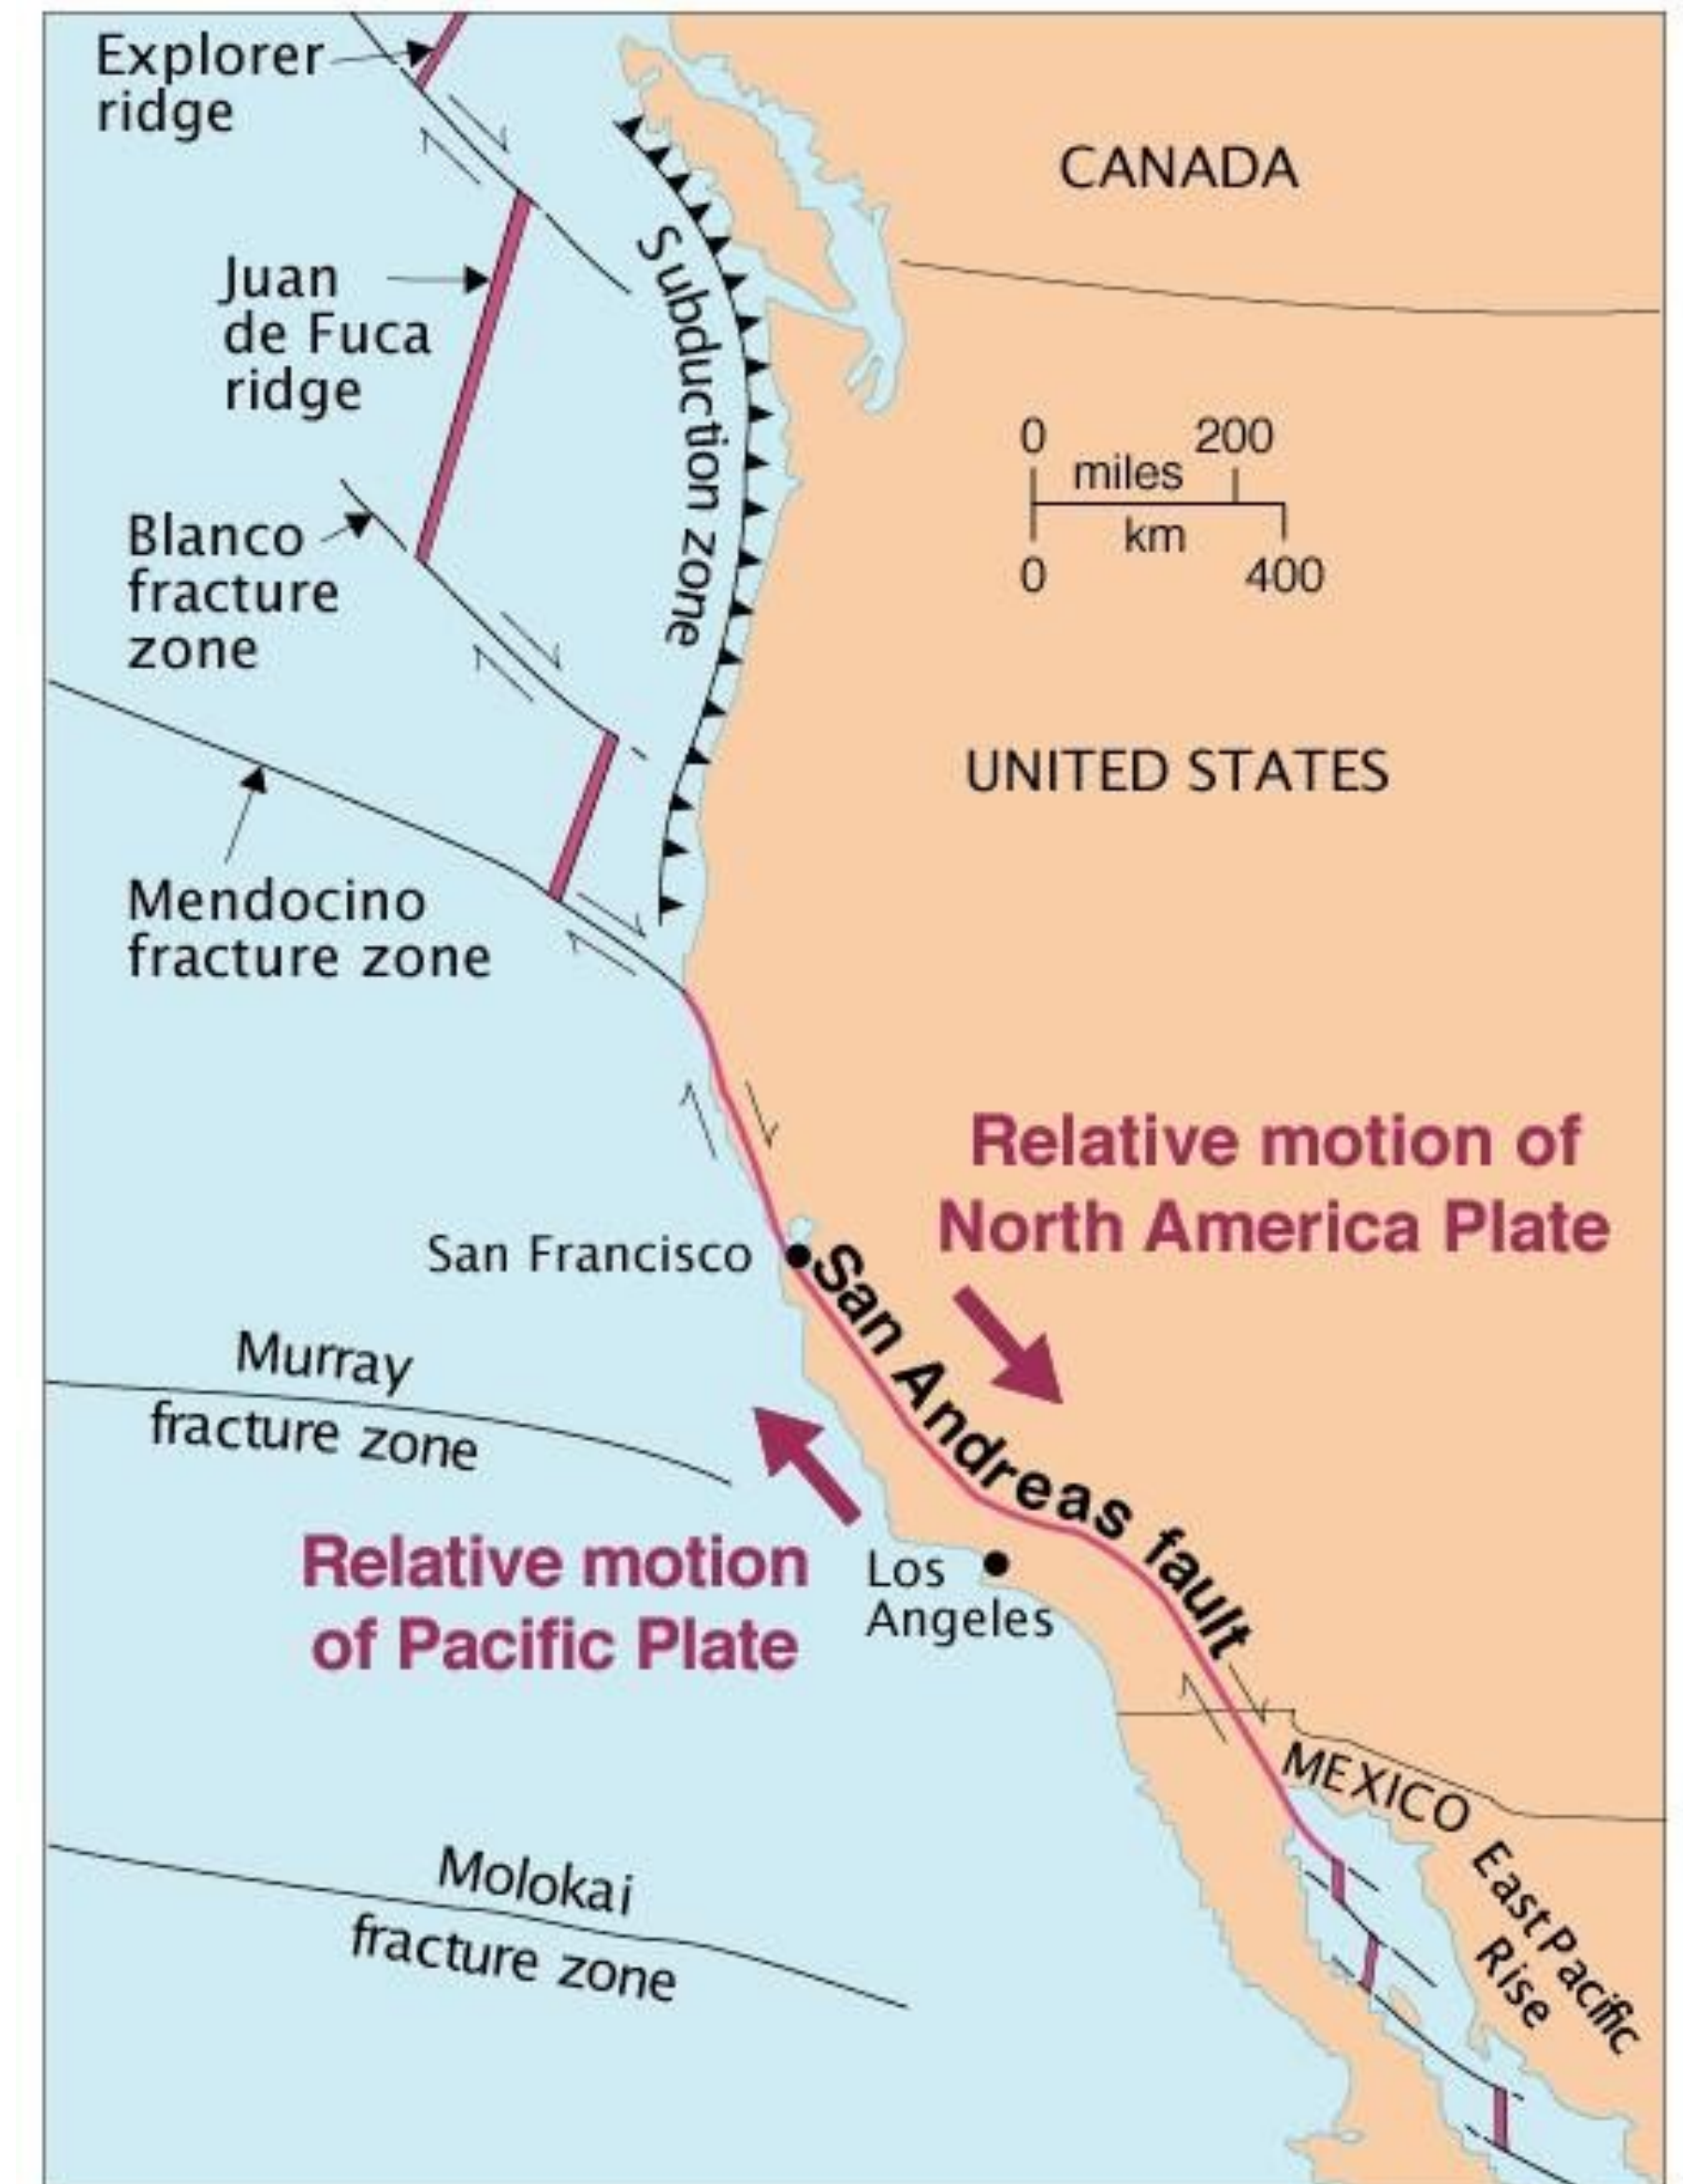 Explorer
ridge
CANADA
Juan
de Fuca
ridge
Subduction zone
0 200
miles
km
0 400
Blanco
fracture
zone
UNITED STATES
Mendocino
fracture zone
Relative motion of
North America Plate
San Francisco
San Andreas fault
Murray
fracture zone
Relative motion
of Pacific Plate
Los
Angeles
MEXICO
East Pacific
Rise
Molokai
fracture zone